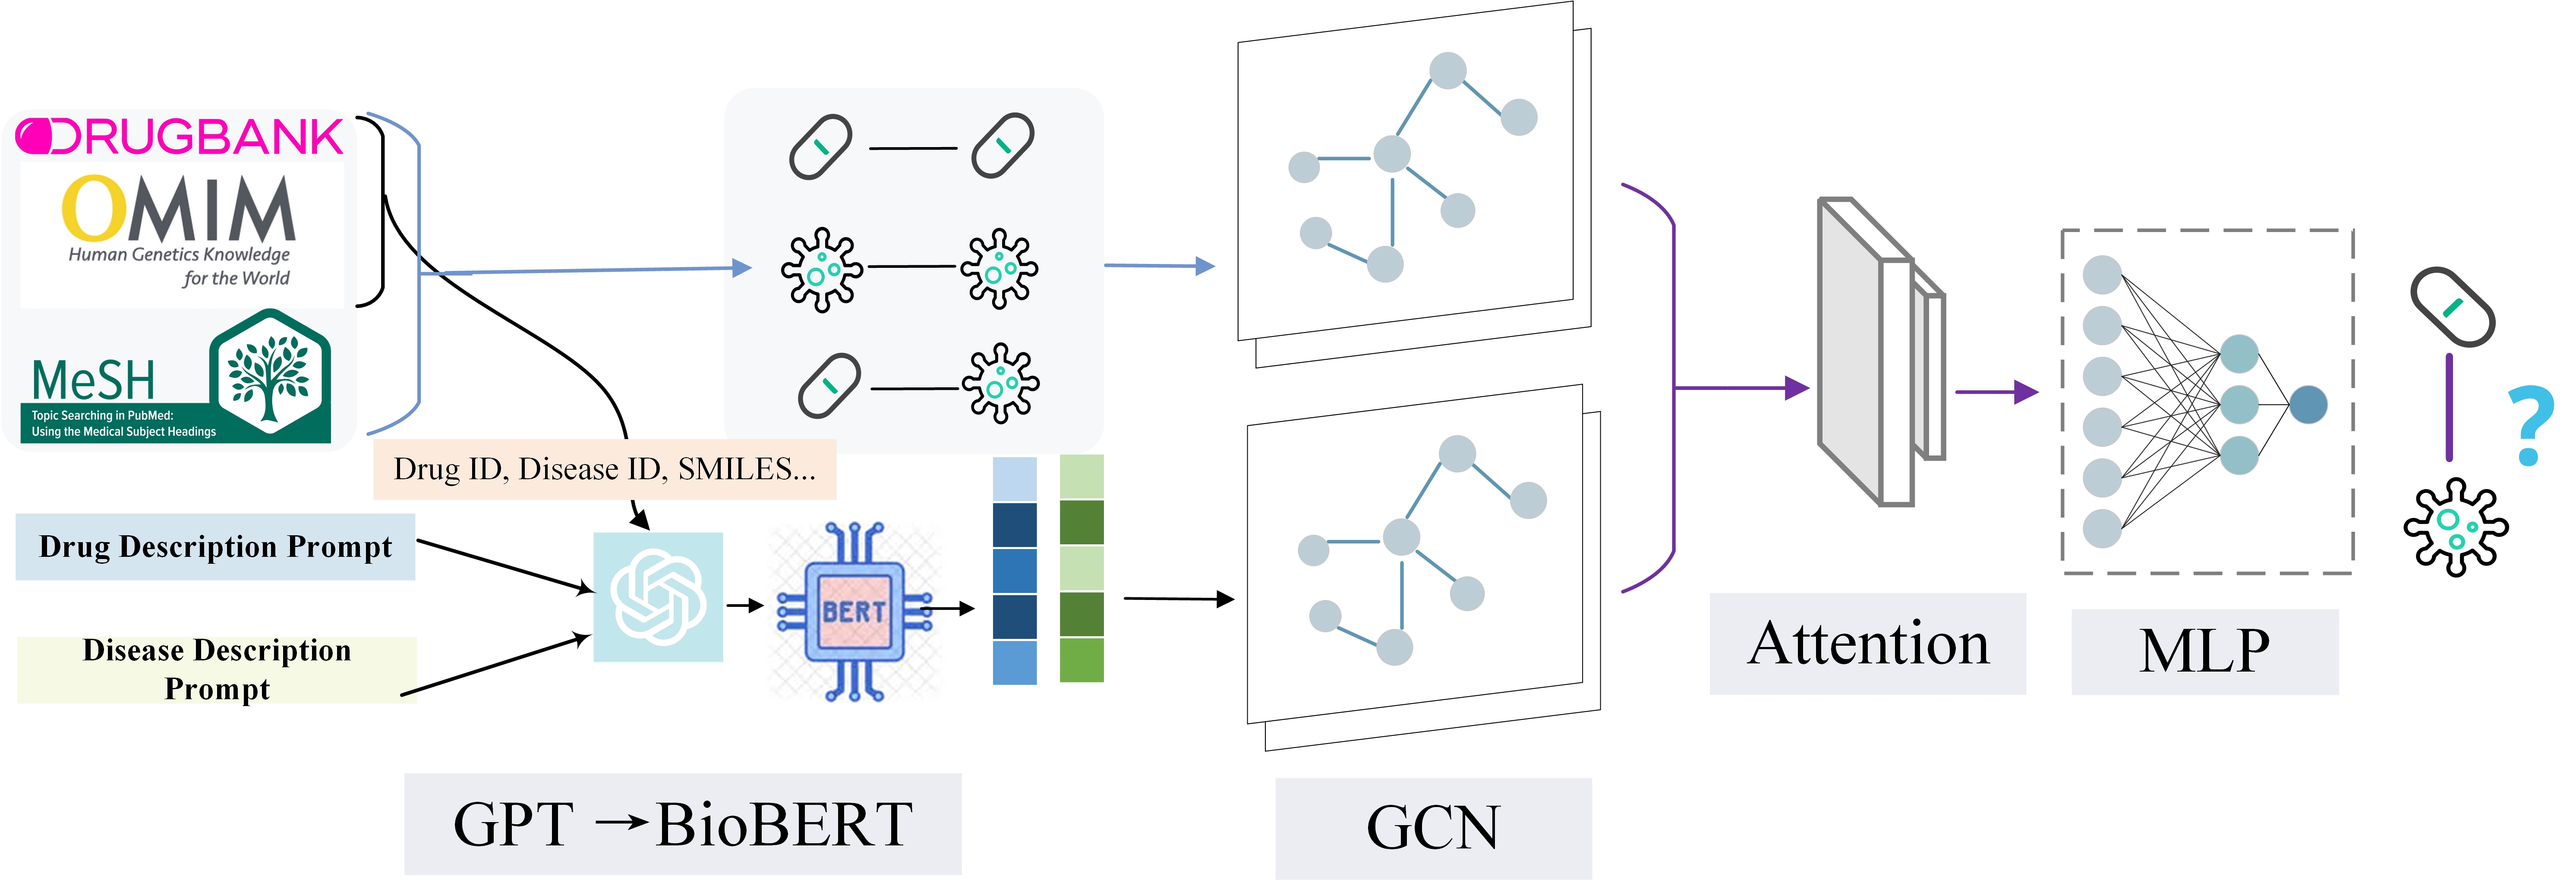 DRUGBANK
OMIM
Human Genetics Knowledge
for the World
MeSH
Topic Searching in PubMed:
Using the Medical Subject Headings
Drug ID, Disease ID, SMILES...
Drug Description Prompt
Disease Description
Prompt
BERT
GPT → BioBERT
GCN
Attention
MLP
?